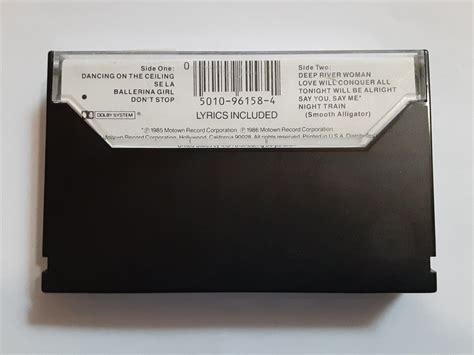 Side One:
DANCING ON THE CEILING
SE LA
BALLERINA GIRL
DON'T STOP
DOLBY SYSTEM
0
5010-96158-4
LYRICS INCLUDED
Side Two:
DEEP RIVER WOMAN
LOVE WILL CONQUER ALL
TONIGHT WILL BE ALRIGHT
SAY YOU, SAY ME*
NIGHT TRAIN
(Smooth Alligator)
*℗ 1985 Motown Record Corporation ℗ 1986 Motown Record Corporation
Motown Record Corporation, Hollywood, California 90028. All rights reserved. Printed in U.S.A.